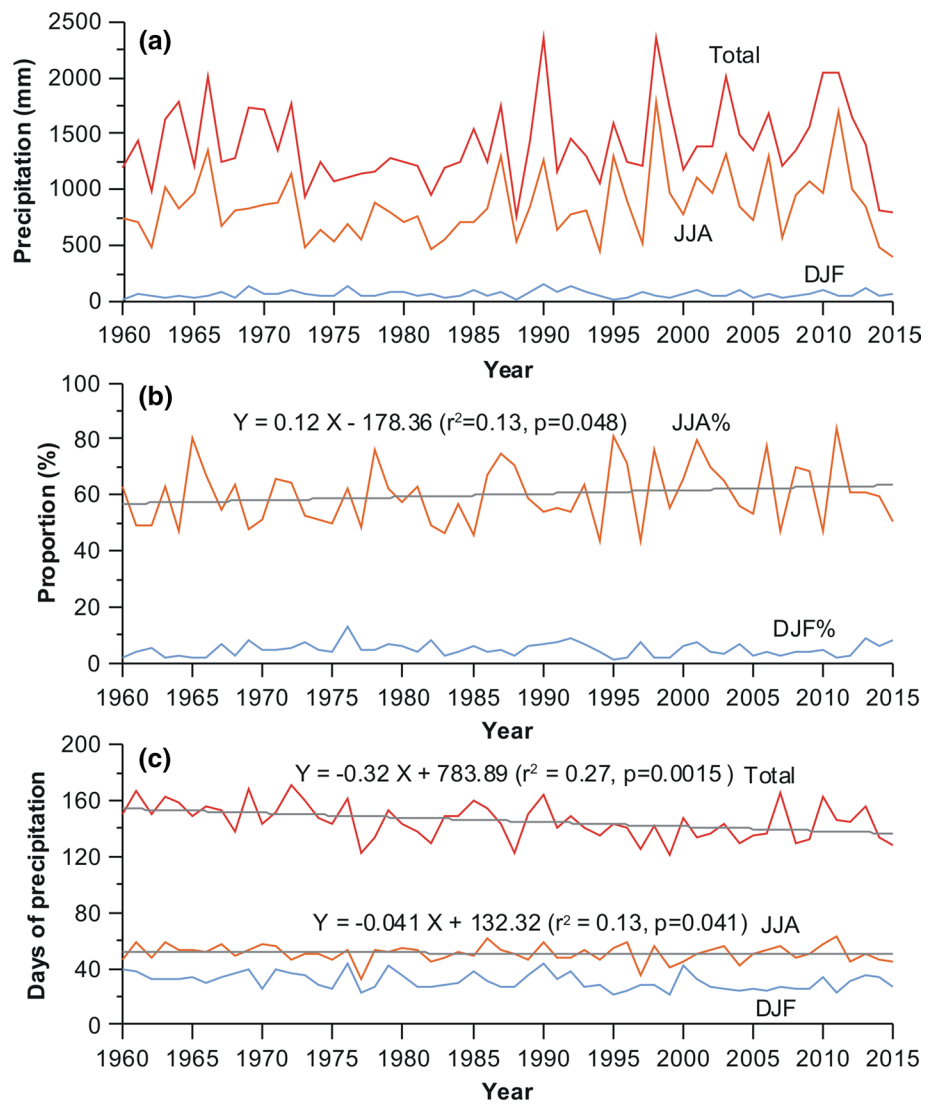 (a)
Total
JJA
DJF
Precipitation (mm)
2500
2000
1500
1000
500
0
1960 1965 1970 1975 1980 1985 1990 1995 2000 2005 2010 2015
Year
(b)
Y = 0.12 X - 178.36 (r²=0.13, p=0.048)
JJA%
DJF%
Proportion (%)
100
80
60
40
20
0
1960 1965 1970 1975 1980 1985 1990 1995 2000 2005 2010 2015
Year
(c)
Y = -0.32 X + 783.89 (r² = 0.27, p=0.0015 ) Total
Y = -0.041 X + 132.32 (r² = 0.13, p=0.041) JJA
DJF
Days of precipitation
200
160
120
80
40
0
1960 1965 1970 1975 1980 1985 1990 1995 2000 2005 2010 2015
Year